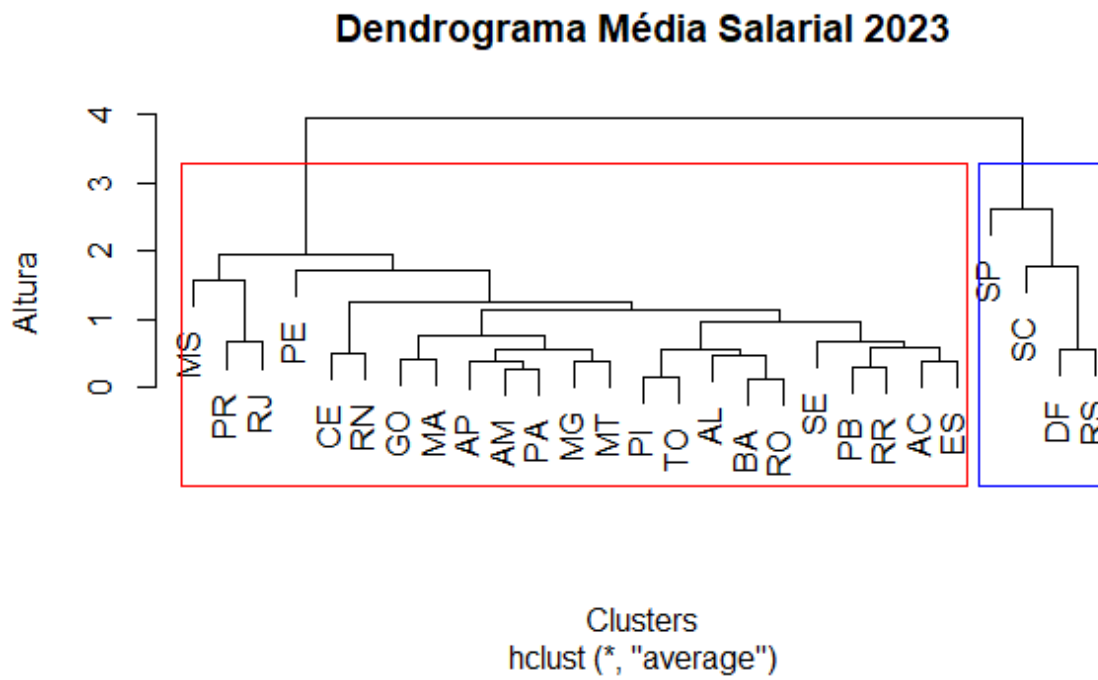 Dendrograma Média Salarial 2023
Altura
0 1 2 3 4
MS PR RJ PE CE RN GO MA AP AM PA MG MT PI TO AL BA RO SE PB RR AC ES SP SC DF RS
Clusters
hclust (*, "average")